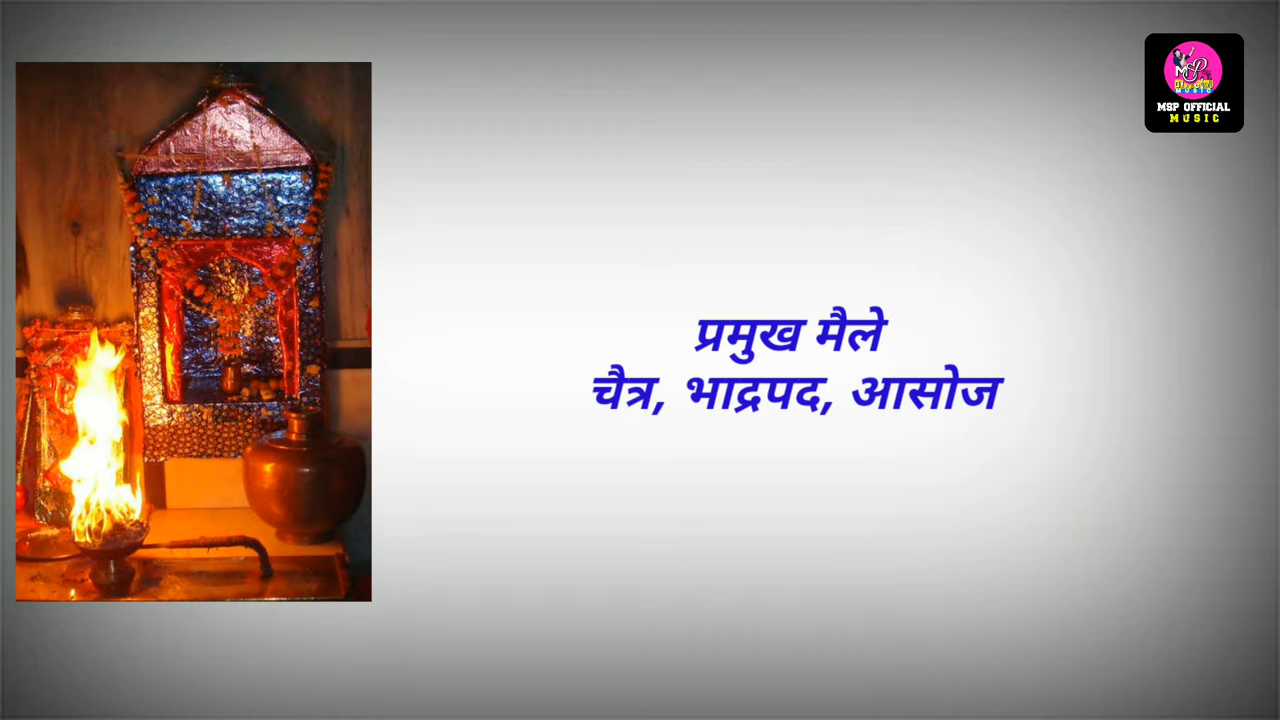 MSP OFFICIAL
MUSIC
प्रमुख मैले
चैत्र, भाद्रपद, आसोज